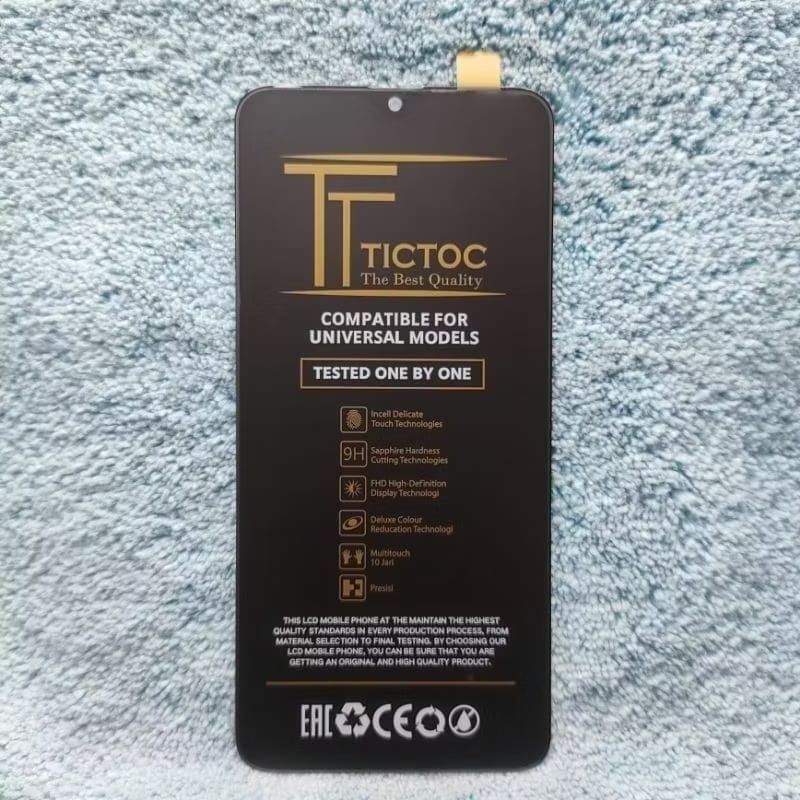 TT
TICTOC
The Best Quality
COMPATIBLE FOR
UNIVERSAL MODELS
TESTED ONE BY ONE
Incell Delicate
Touch Technologies
9H
Sapphire Hardness
Cutting Technologies
FHD High-Definition
Display Technologi
Deluxe Colour
Reducation Technologi
Multitouch
10 Jari
Presisi
THIS LCD MOBILE PHONE AT THE MAINTAIN THE HIGHEST
QUALITY STANDARDS IN EVERY PRODUCTION PROCESS, FROM
MATERIAL SELECTION TO FINAL TESTING. BY CHOOSING OUR
LCD MOBILE PHONE, YOU CAN BE SURE THAT YOU ARE
GETTING AN ORIGINAL AND HIGH QUALITY PRODUCT.
EAC CE